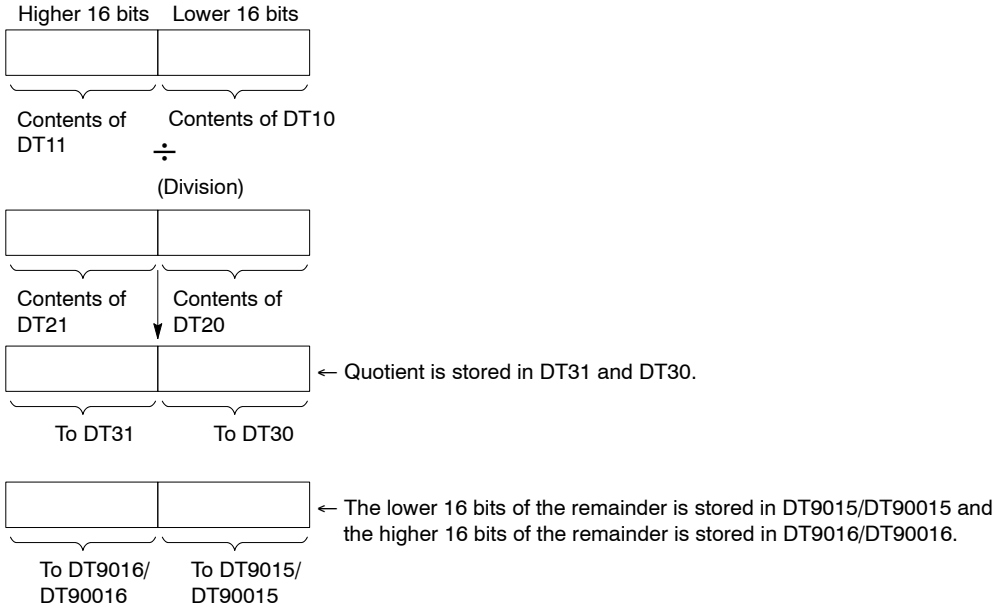 Higher 16 bits Lower 16 bits
Contents of DT11
Contents of DT10
÷
(Division)
Contents of DT21
Contents of DT20
← Quotient is stored in DT31 and DT30.
To DT31 To DT30
← The lower 16 bits of the remainder is stored in DT9015/DT90015 and
the higher 16 bits of the remainder is stored in DT9016/DT90016.
To DT9016/
DT90016
To DT9015/
DT90015